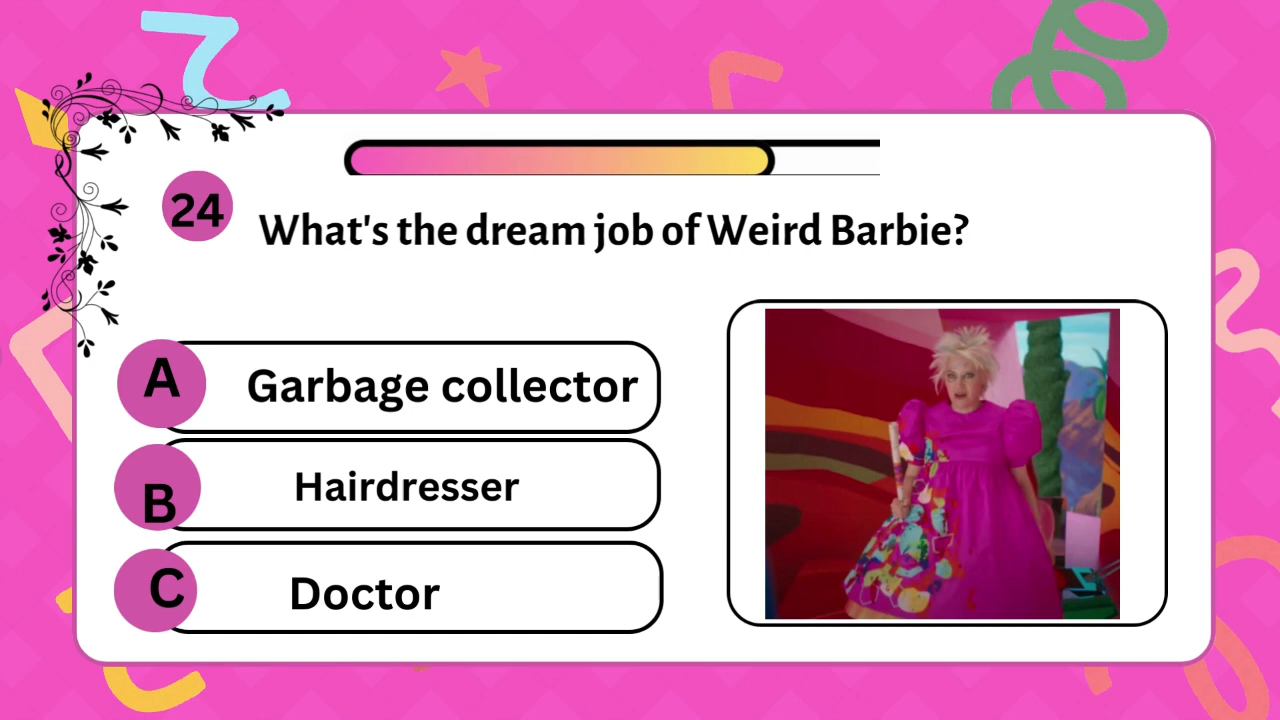 24
What's the dream job of Weird Barbie?
A
Garbage collector
B
Hairdresser
C
Doctor